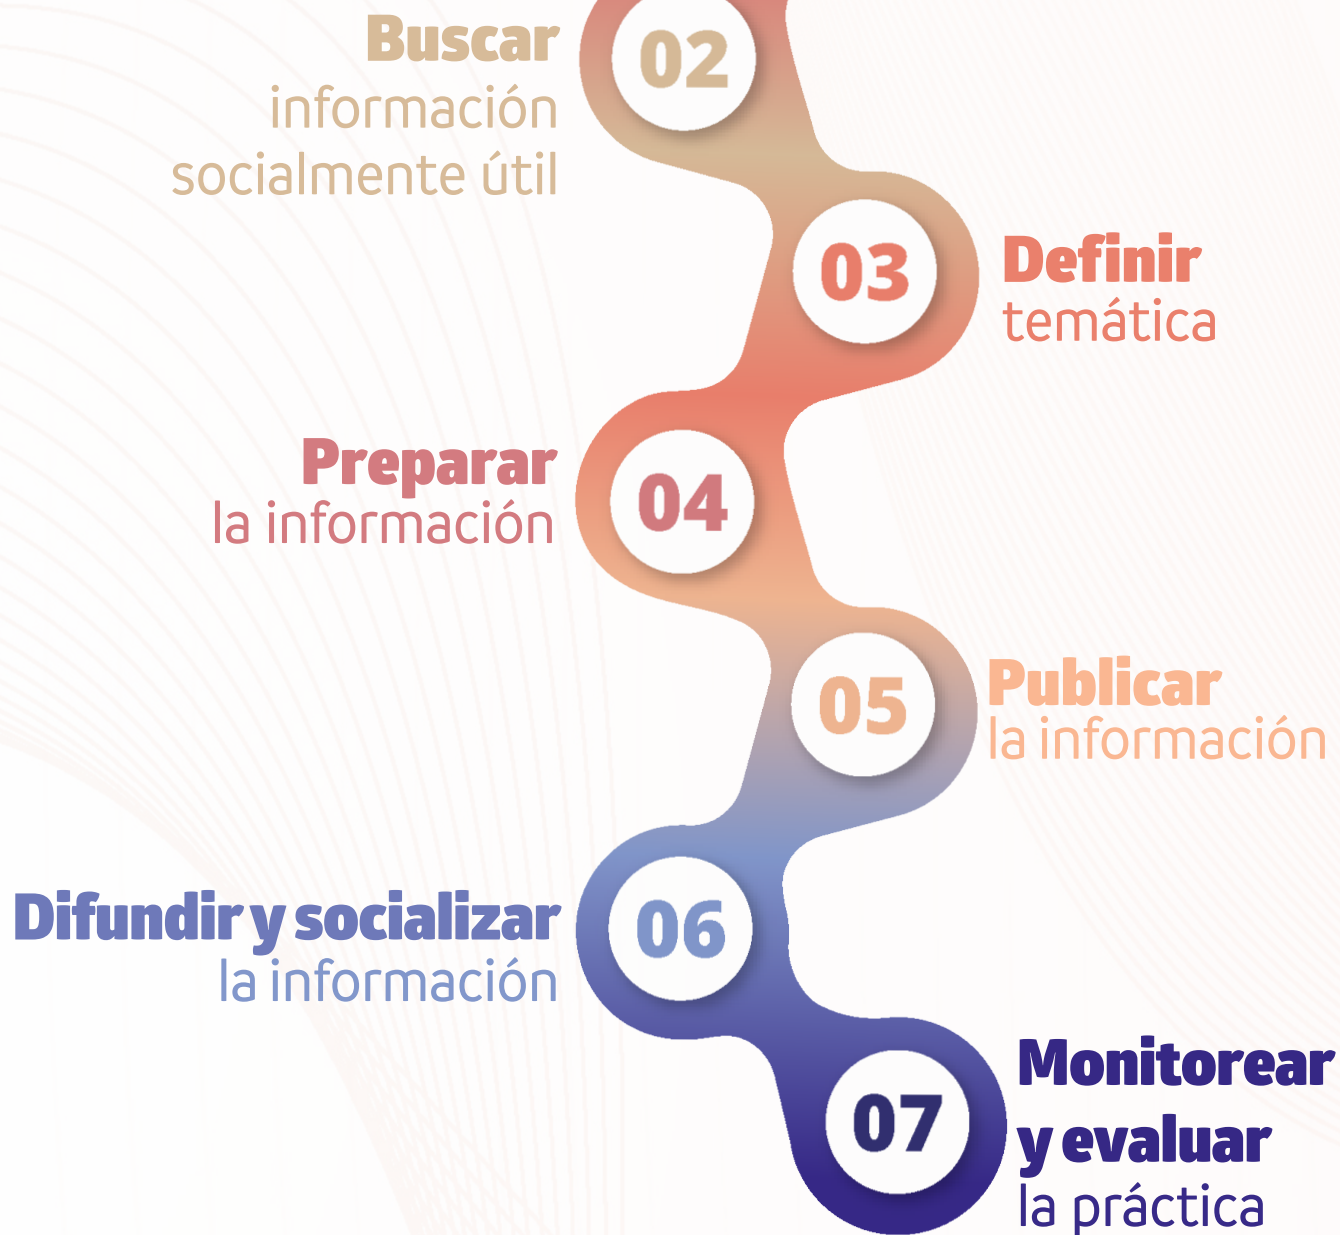 02
Buscar
información
socialmente útil
03
Definir
temática
04
Preparar
la información
05
Publicar
la información
06
Difundir y socializar
la información
07
Monitorear
y evaluar
la práctica